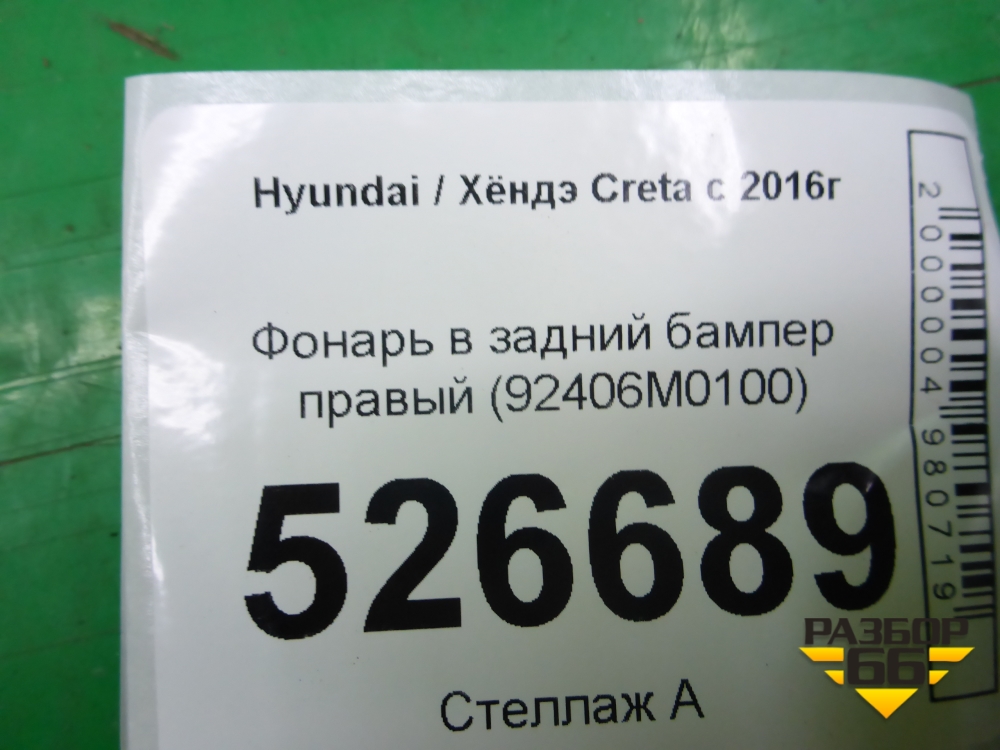 Hyundai / Хёндэ Creta с 2016г
Фонарь в задний бампер
правый (92406M0100)
526689
Стеллаж А
2000004980719
РАЗБОР
66